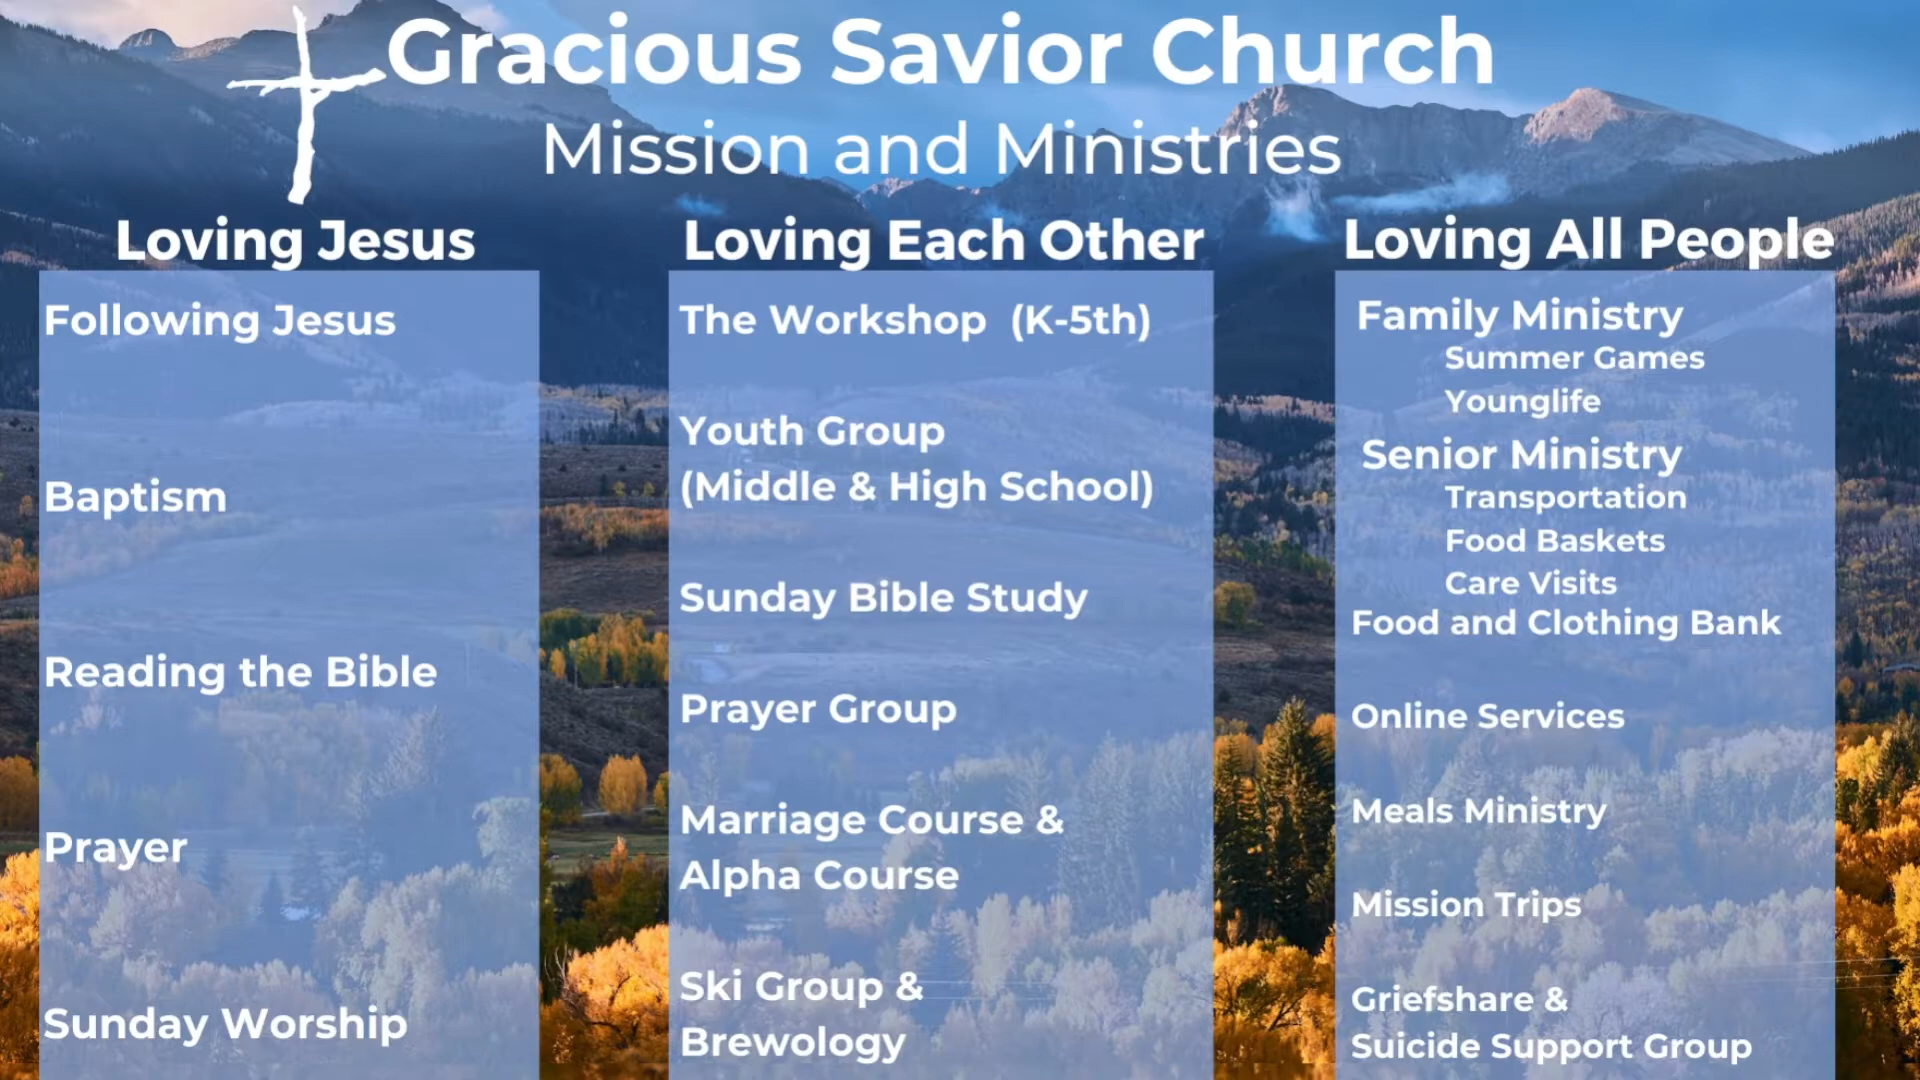 Gracious Savior Church
Mission and Ministries
Loving Jesus
Following Jesus
Baptism
Reading the Bible
Prayer
Sunday Worship
Loving Each Other
The Workshop (K-5th)
Youth Group
(Middle & High School)
Sunday Bible Study
Prayer Group
Marriage Course &
Alpha Course
Ski Group &
Brewology
Loving All People
Family Ministry
Summer Games
Younglife
Senior Ministry
Transportation
Food Baskets
Care Visits
Food and Clothing Bank
Online Services
Meals Ministry
Mission Trips
Griefshare &
Suicide Support Group